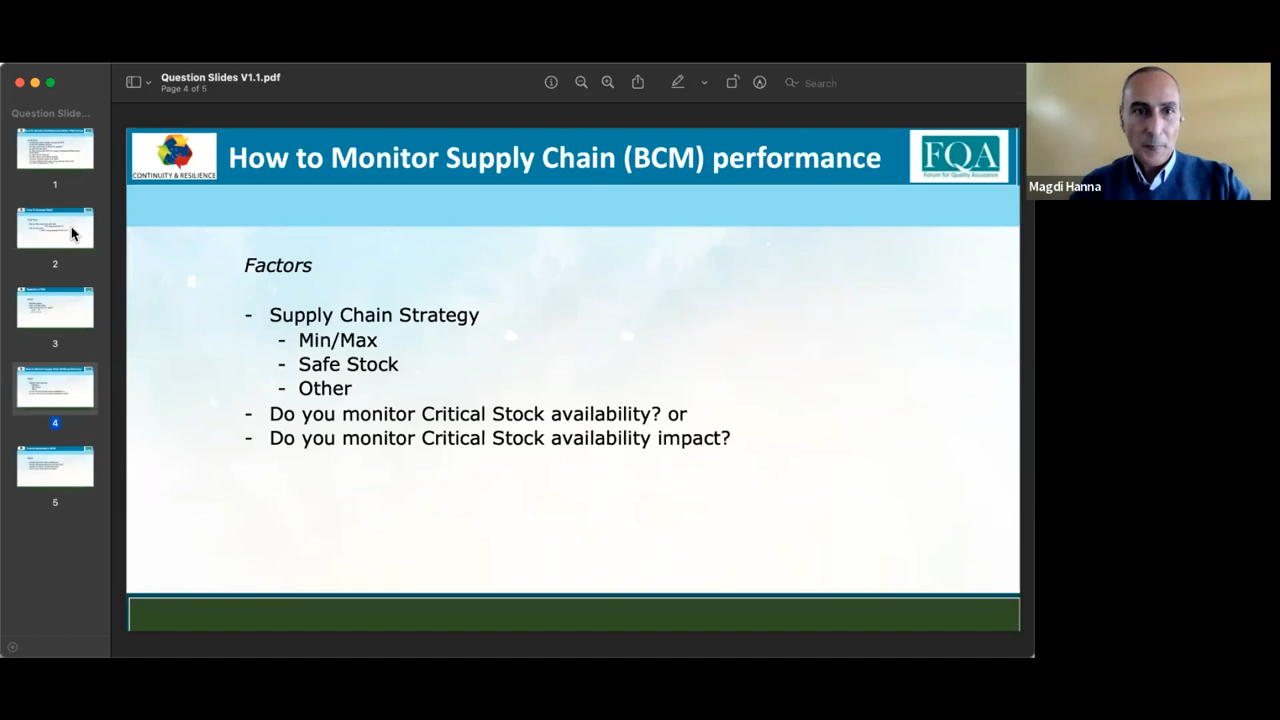 Question Slides V1.1.pdf
Page 4 of 5
Search
Question Slide...
1
2
3
4
5
CONTINUITY & RESILIENCE
How to Monitor Supply Chain (BCM) performance
FQA
Forum for Quality Assurance
Factors
- Supply Chain Strategy
- Min/Max
- Safe Stock
- Other
- Do you monitor Critical Stock availability? or
- Do you monitor Critical Stock availability impact?
Magdi Hanna